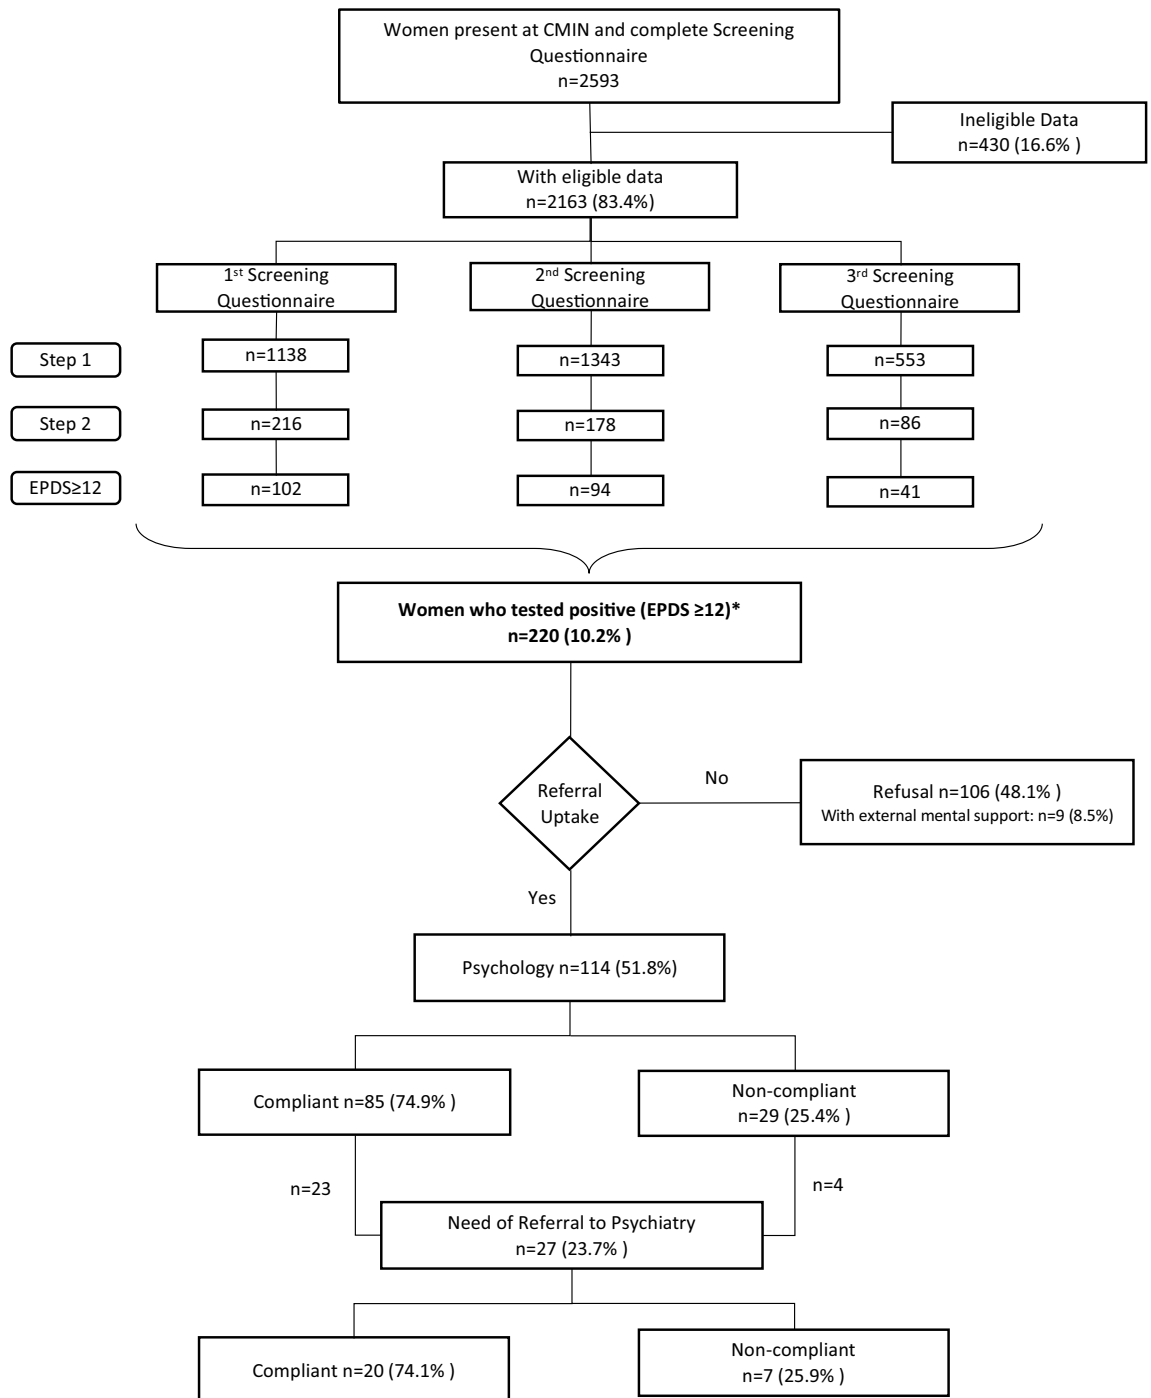 Women present at CMIN and complete Screening
Questionnaire
n=2593
Ineligible Data
n=430 (16.6% )
With eligible data
n=2163 (83.4%)
1st Screening
Questionnaire
2nd Screening
Questionnaire
3rd Screening
Questionnaire
Step 1
n=1138
n=1343
n=553
Step 2
n=216
n=178
n=86
EPDS≥12
n=102
n=94
n=41
Women who tested positive (EPDS ≥12)*
n=220 (10.2% )
Referral
Uptake
No
Refusal n=106 (48.1% )
With external mental support: n=9 (8.5%)
Yes
Psychology n=114 (51.8%)
Compliant n=85 (74.9% )
Non-compliant
n=29 (25.4% )
n=23
n=4
Need of Referral to Psychiatry
n=27 (23.7% )
Compliant n=20 (74.1% )
Non-compliant
n=7 (25.9% )